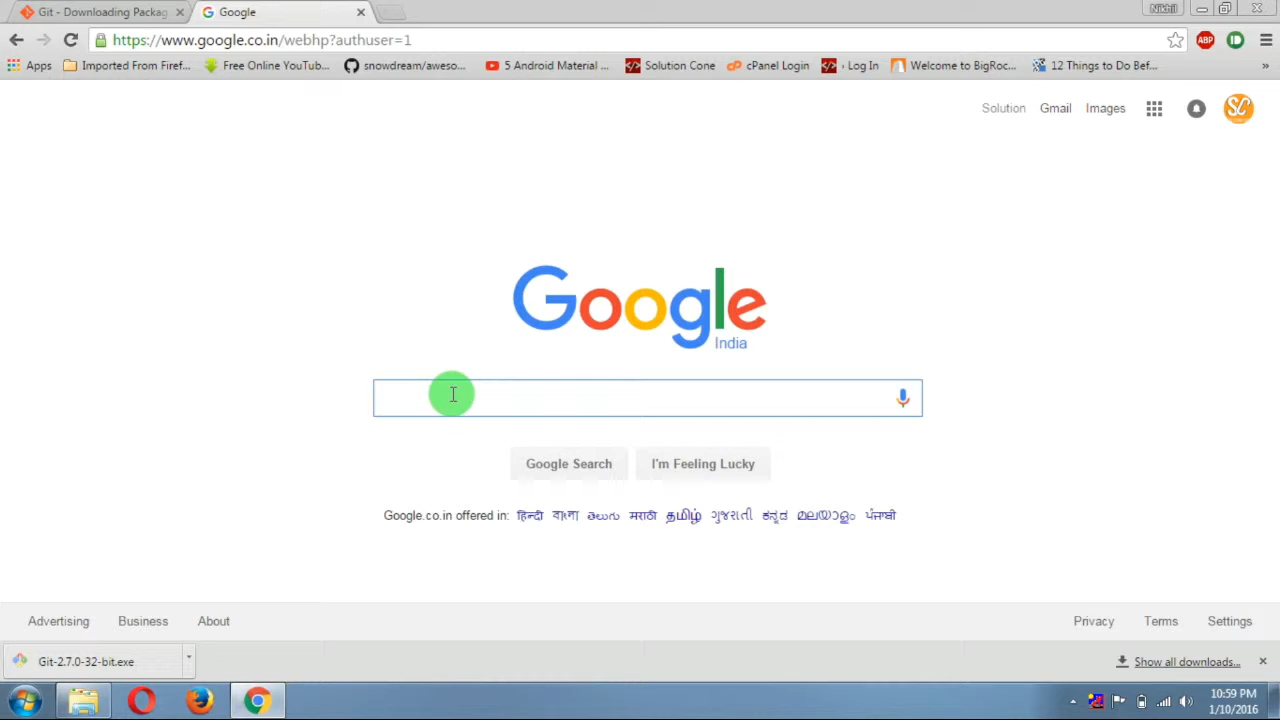 Git - Downloading Packag
Google
Nikhil
https://www.google.co.in/webhp?authuser=1
ABP
Apps
Imported From Firef...
Free Online YouTub...
snowdream/aweso...
5 Android Material ...
Solution Cone
cPanel Login
‹ Log In
Welcome to BigRoc...
12 Things to Do Bef...
»
Solution
Gmail
Images
SC
Google
India
Google Search
I'm Feeling Lucky
Google.co.in offered in: हिन्दी বাংলা తెలుగు मराठी தமிழ் ગુજરાતી ಕನ್ನಡ മലയാളം ਪੰਜਾਬੀ
Advertising
Business
About
Privacy
Terms
Settings
Git-2.7.0-32-bit.exe
Show all downloads...
10:59 PM
1/10/2016